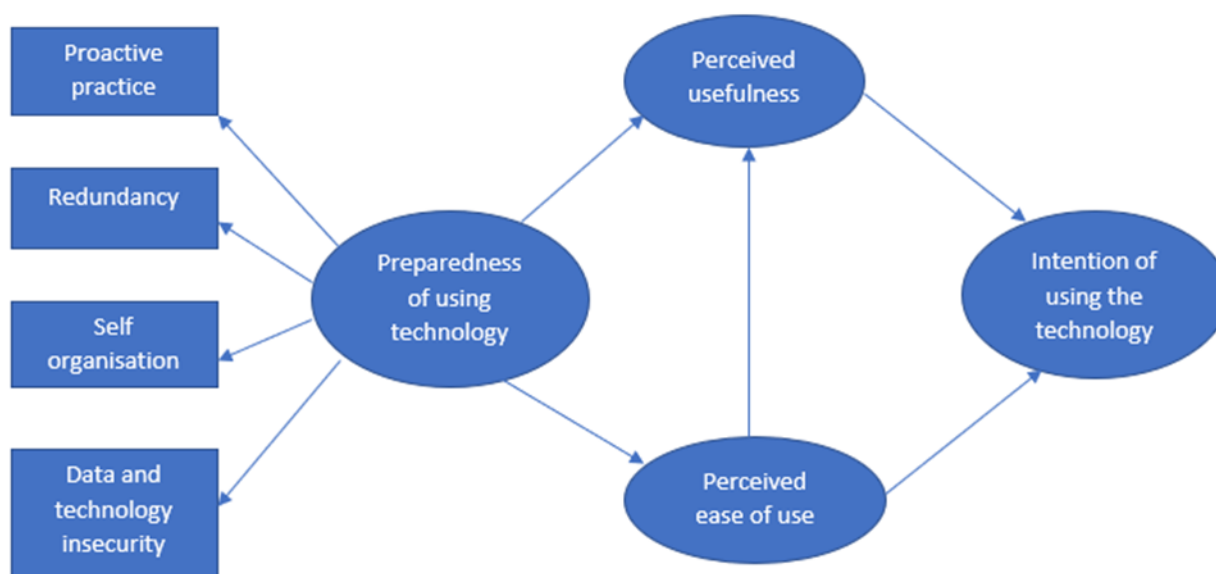 Proactive
practice
Redundancy
Self
organisation
Data and
technology
insecurity
Preparedness
of using
technology
Perceived
usefulness
Perceived
ease of use
Intention of
using the
technology